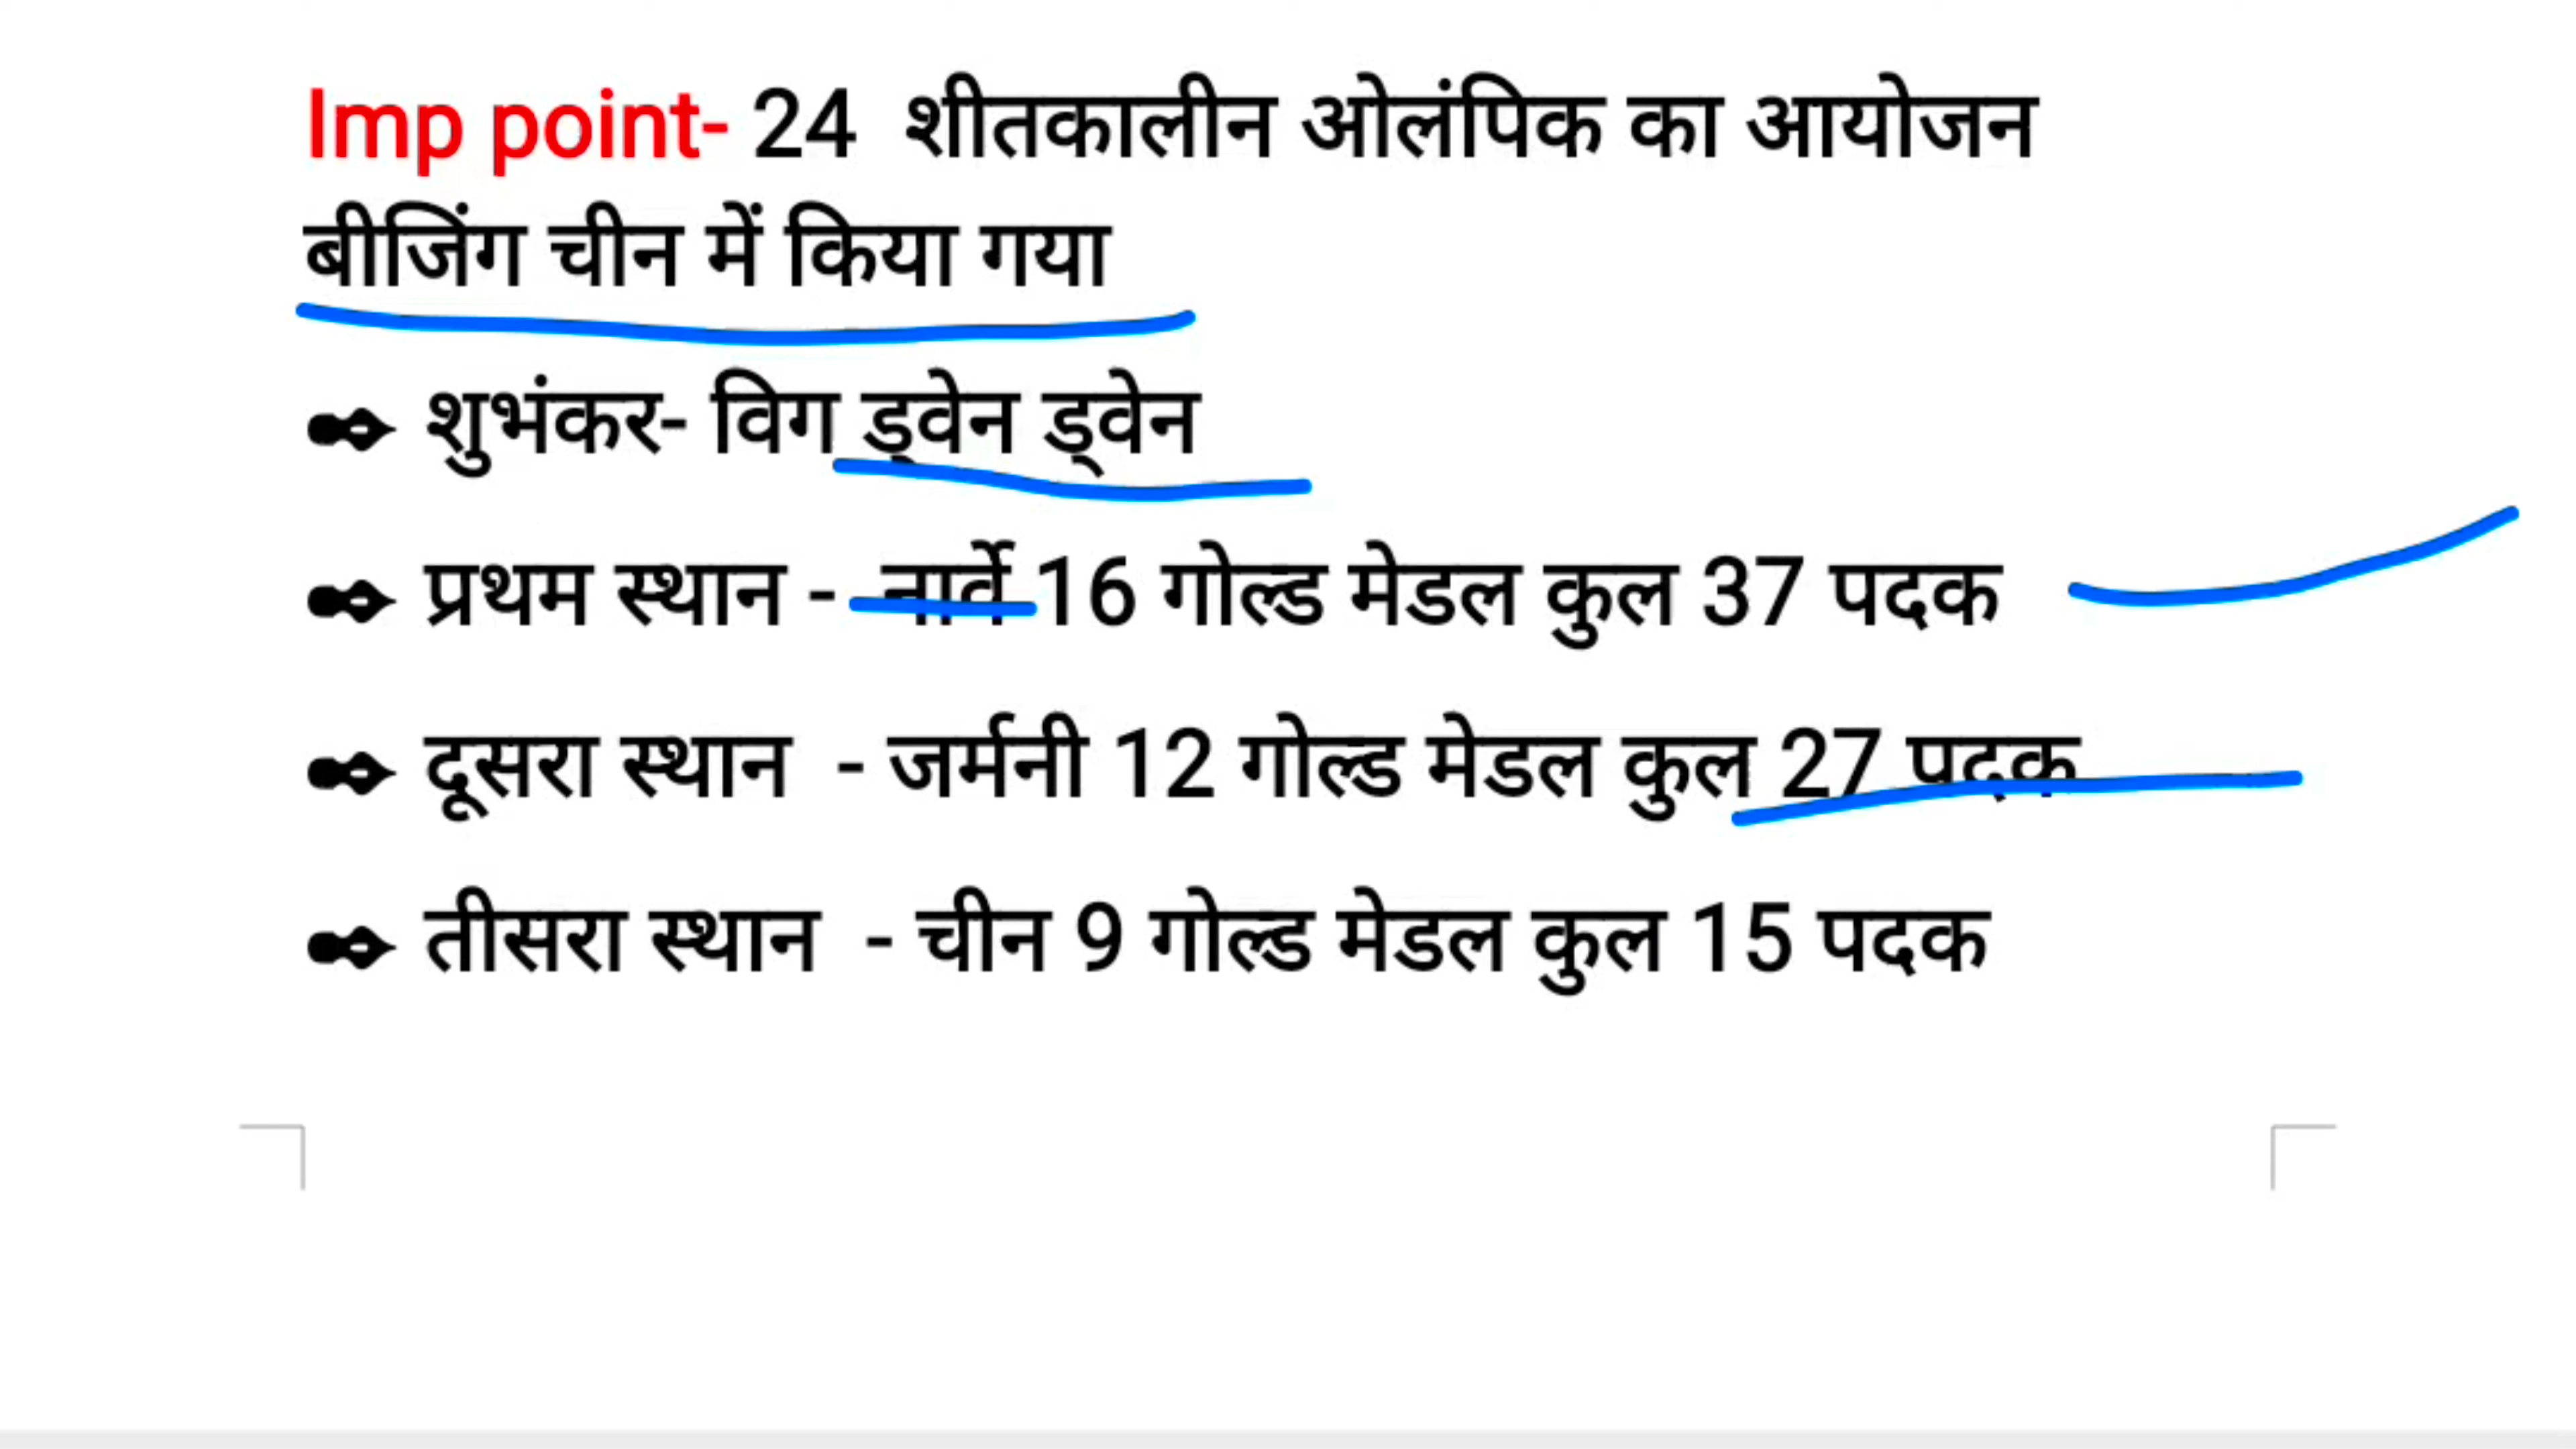 Imp point- 24 शीतकालीन ओलंपिक का आयोजन
बीजिंग चीन में किया गया
शुभंकर- विग ड्वेन ड्वेन
प्रथम स्थान - नार्वे 16 गोल्ड मेडल कुल 37 पदक
दूसरा स्थान - जर्मनी 12 गोल्ड मेडल कुल 27 पदक
तीसरा स्थान - चीन 9 गोल्ड मेडल कुल 15 पदक